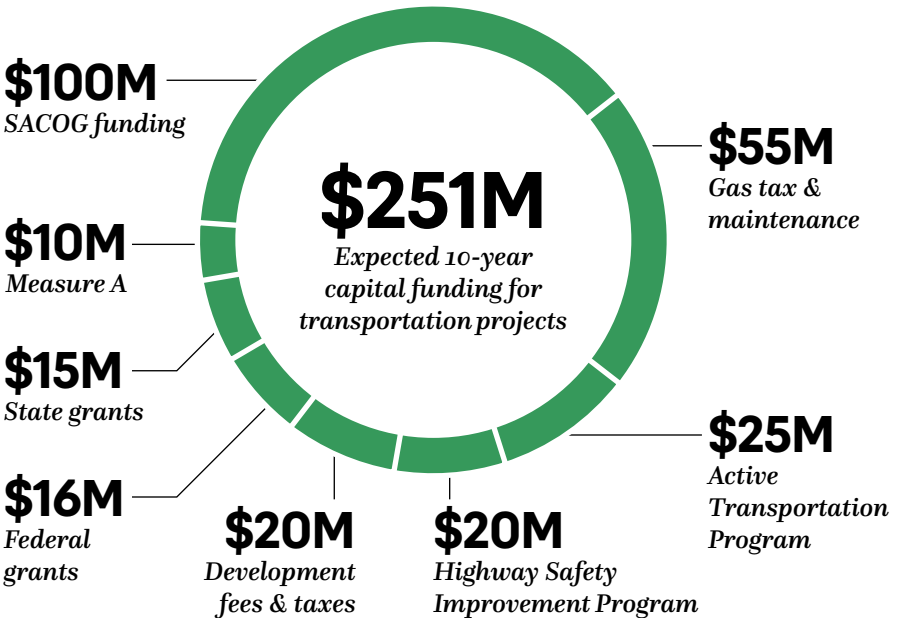 $100M
SACOG funding
$10M
Measure A
$15M
State grants
$16M
Federal
grants
$251M
Expected 10-year
capital funding for
transportation projects
$20M
Development
fees & taxes
$20M
Highway Safety
Improvement Program
$55M
Gas tax &
maintenance
$25M
Active
Transportation
Program